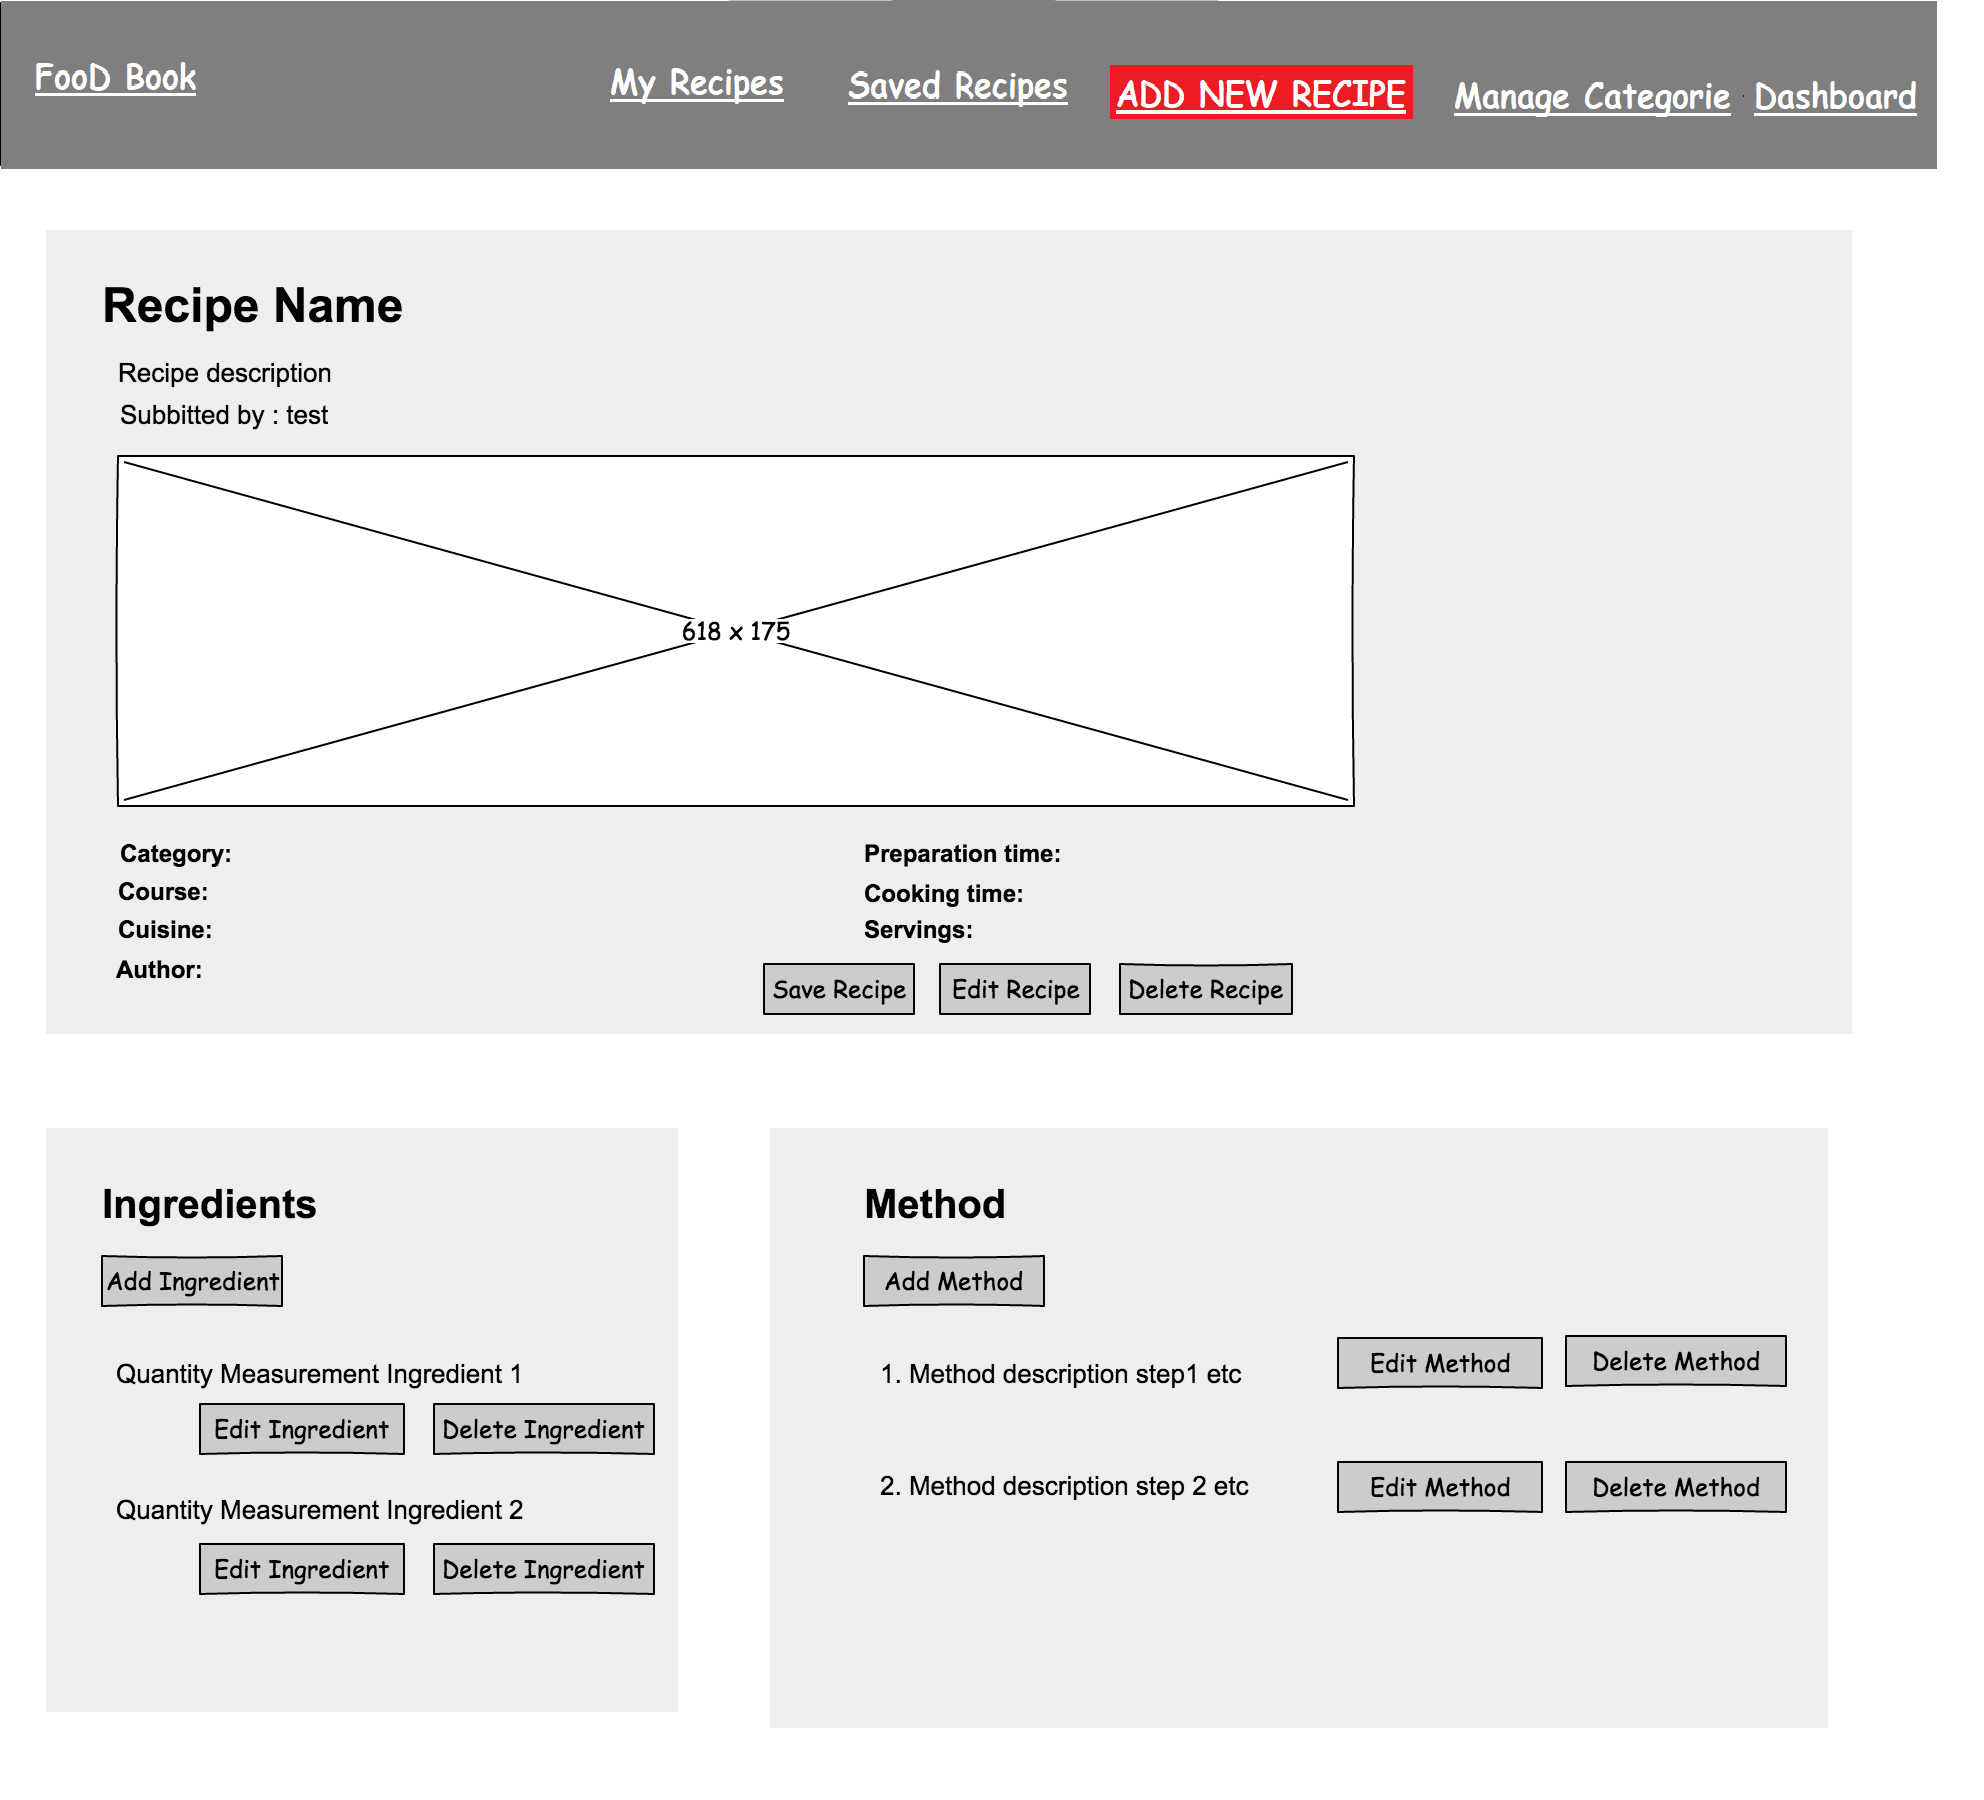 FooD Book
My Recipes
Saved Recipes
ADD NEW RECIPE
Manage Categorie
Dashboard
Recipe Name
Recipe description
Subbitted by : test
618 x 175
Category:
Course:
Cuisine:
Author:
Preparation time:
Cooking time:
Servings:
Save Recipe
Edit Recipe
Delete Recipe
Ingredients
Add Ingredient
Quantity Measurement Ingredient 1
Edit Ingredient
Delete Ingredient
Quantity Measurement Ingredient 2
Edit Ingredient
Delete Ingredient
Method
Add Method
1. Method description step1 etc
Edit Method
Delete Method
2. Method description step 2 etc
Edit Method
Delete Method